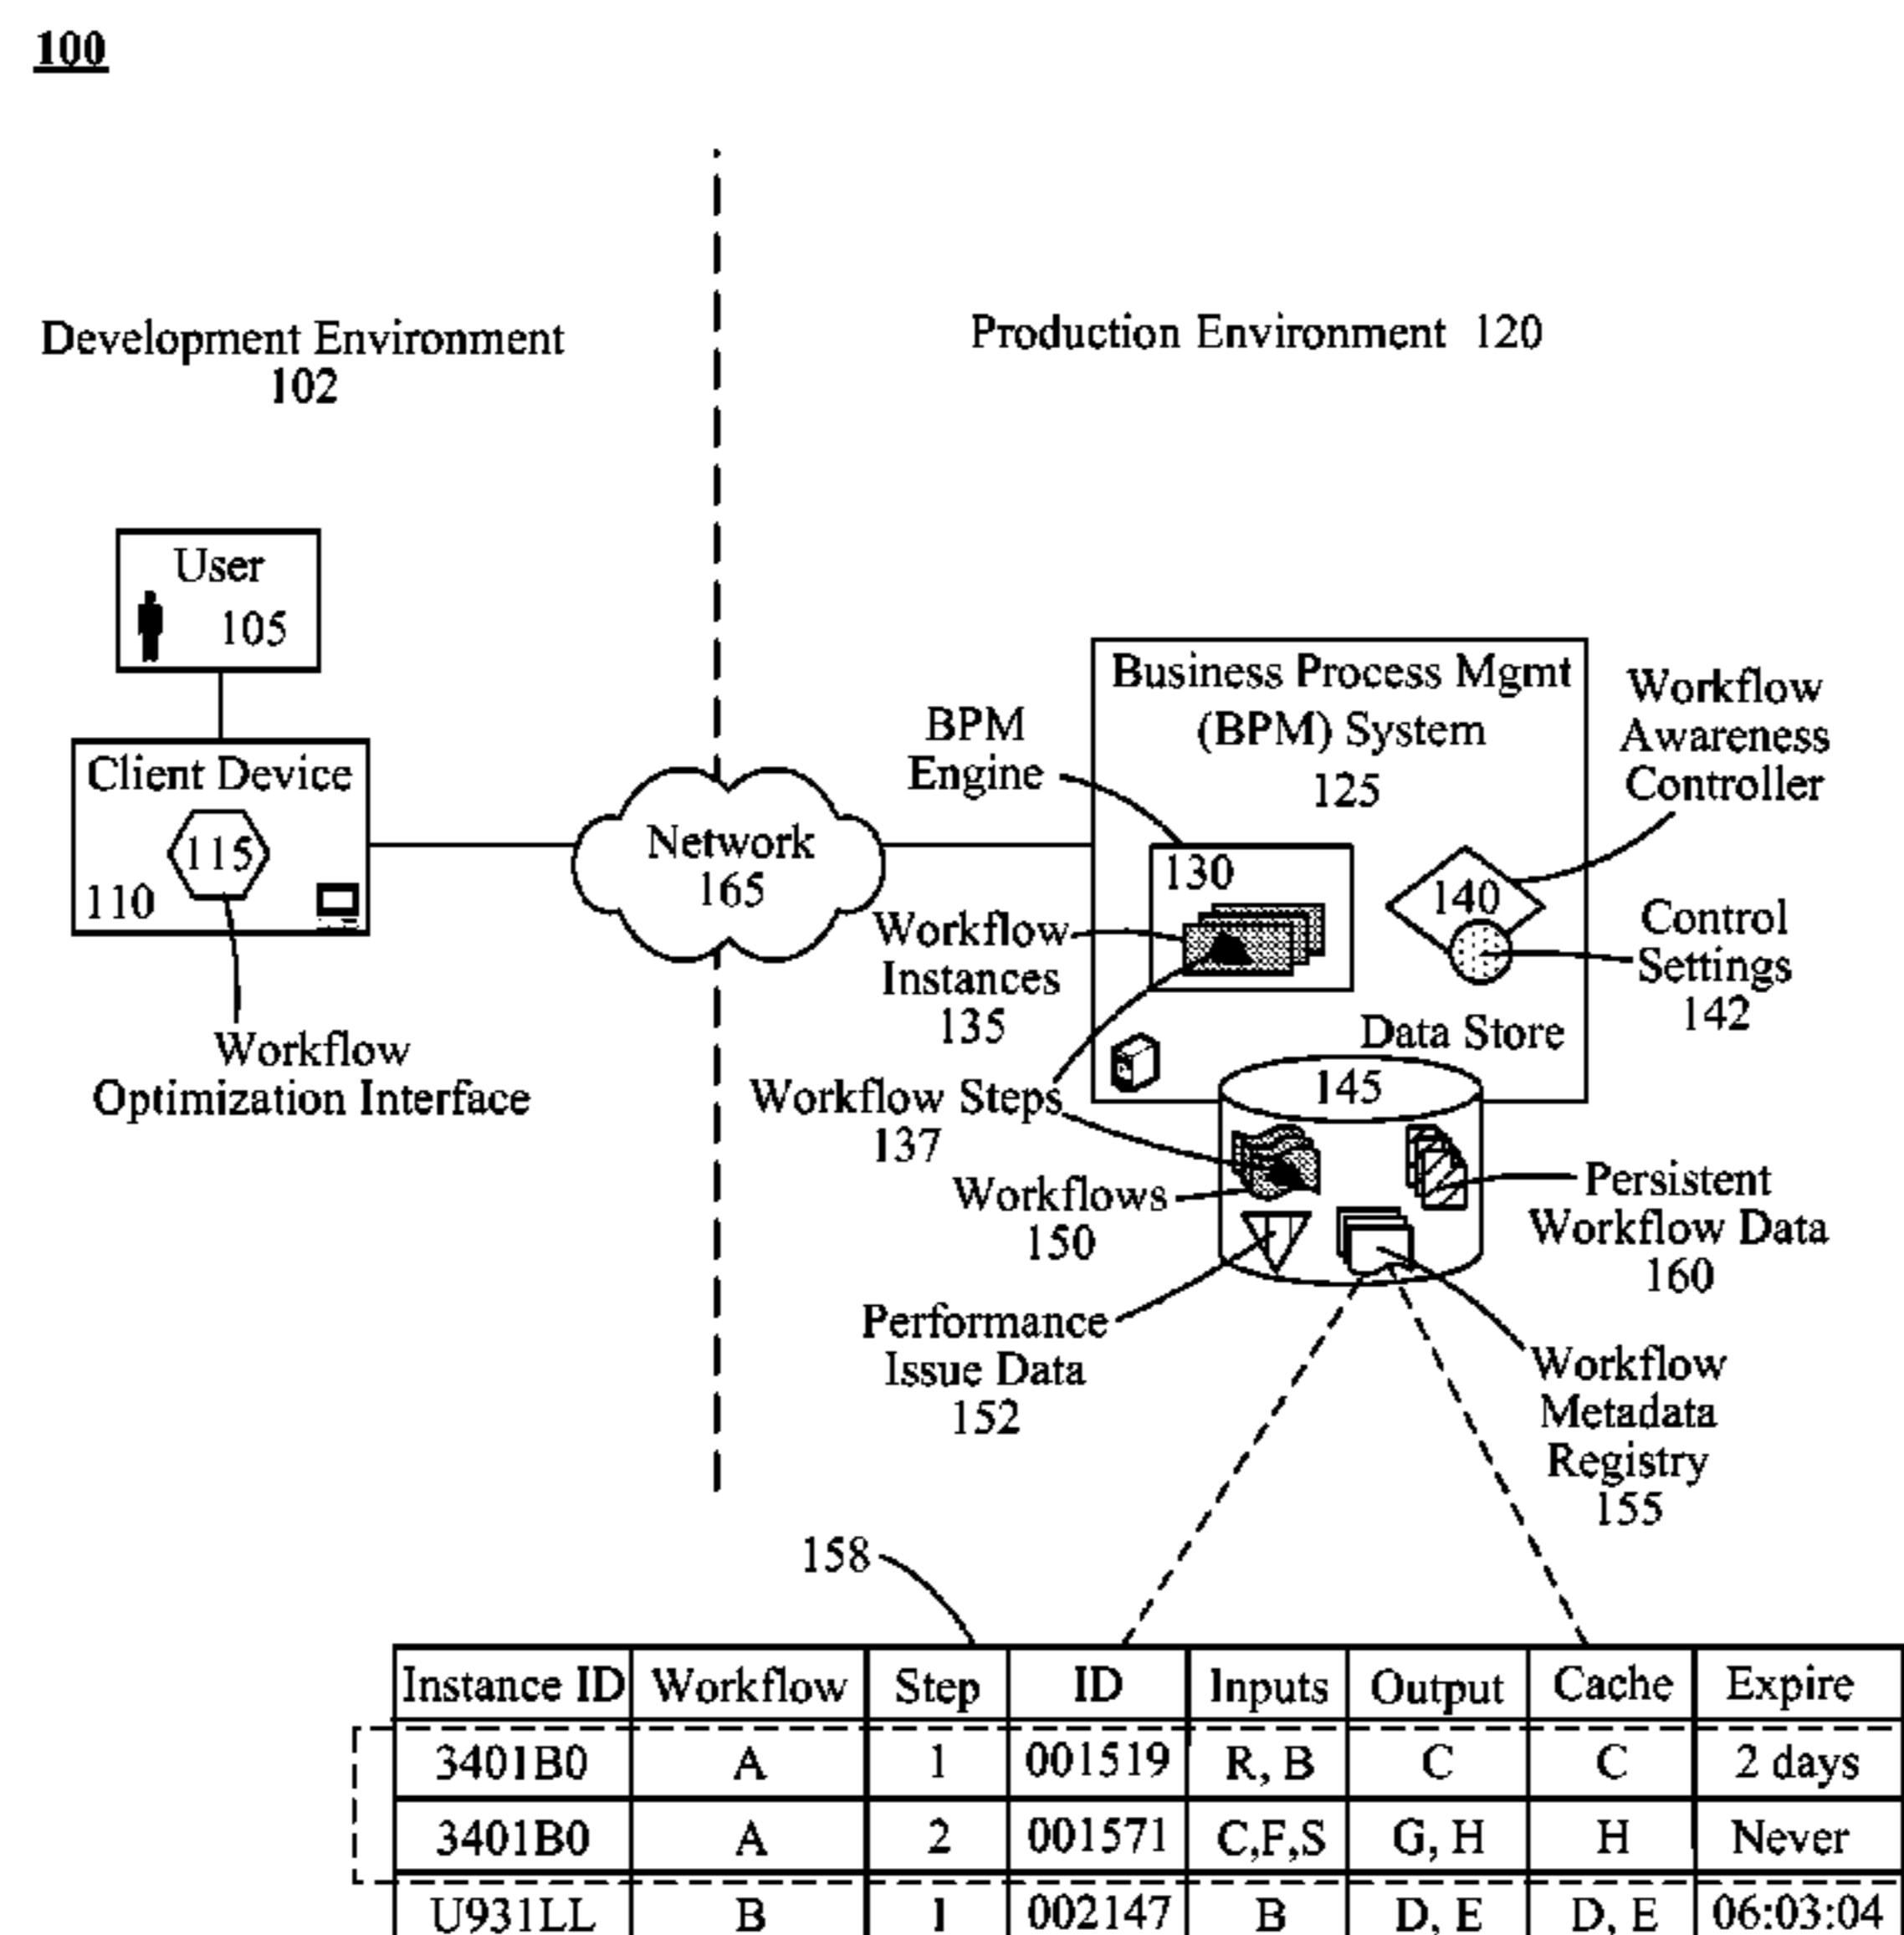 100
Development Environment
102
Production Environment 120
User
105
Client Device
115
110
Workflow
Optimization Interface
Network
165
BPM
Engine
Business Process Mgmt
(BPM) System
125
130
Workflow
Instances
135
140
Workflow
Awareness
Controller
Control
Settings
142
Data Store
145
Workflow Steps
137
Workflows
150
Persistent
Workflow Data
160
Performance
Issue Data
152
Workflow
Metadata
Registry
155
158
Instance ID Workflow Step ID Inputs Output Cache Expire
3401B0 A 1 001519 R, B C C 2 days
3401B0 A 2 001571 C,F,S G, H H Never
U931LL B 1 002147 B D, E D, E 06:03:04